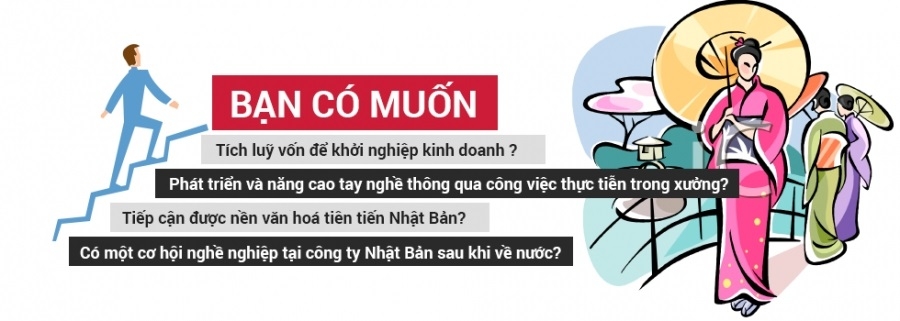 BẠN CÓ MUỐN
Tích luỹ vốn để khởi nghiệp kinh doanh ?
Phát triển và năng cao tay nghề thông qua công việc thực tiễn trong xưởng?
Tiếp cận được nền văn hoá tiên tiến Nhật Bản?
Có một cơ hội nghề nghiệp tại công ty Nhật Bản sau khi về nước?